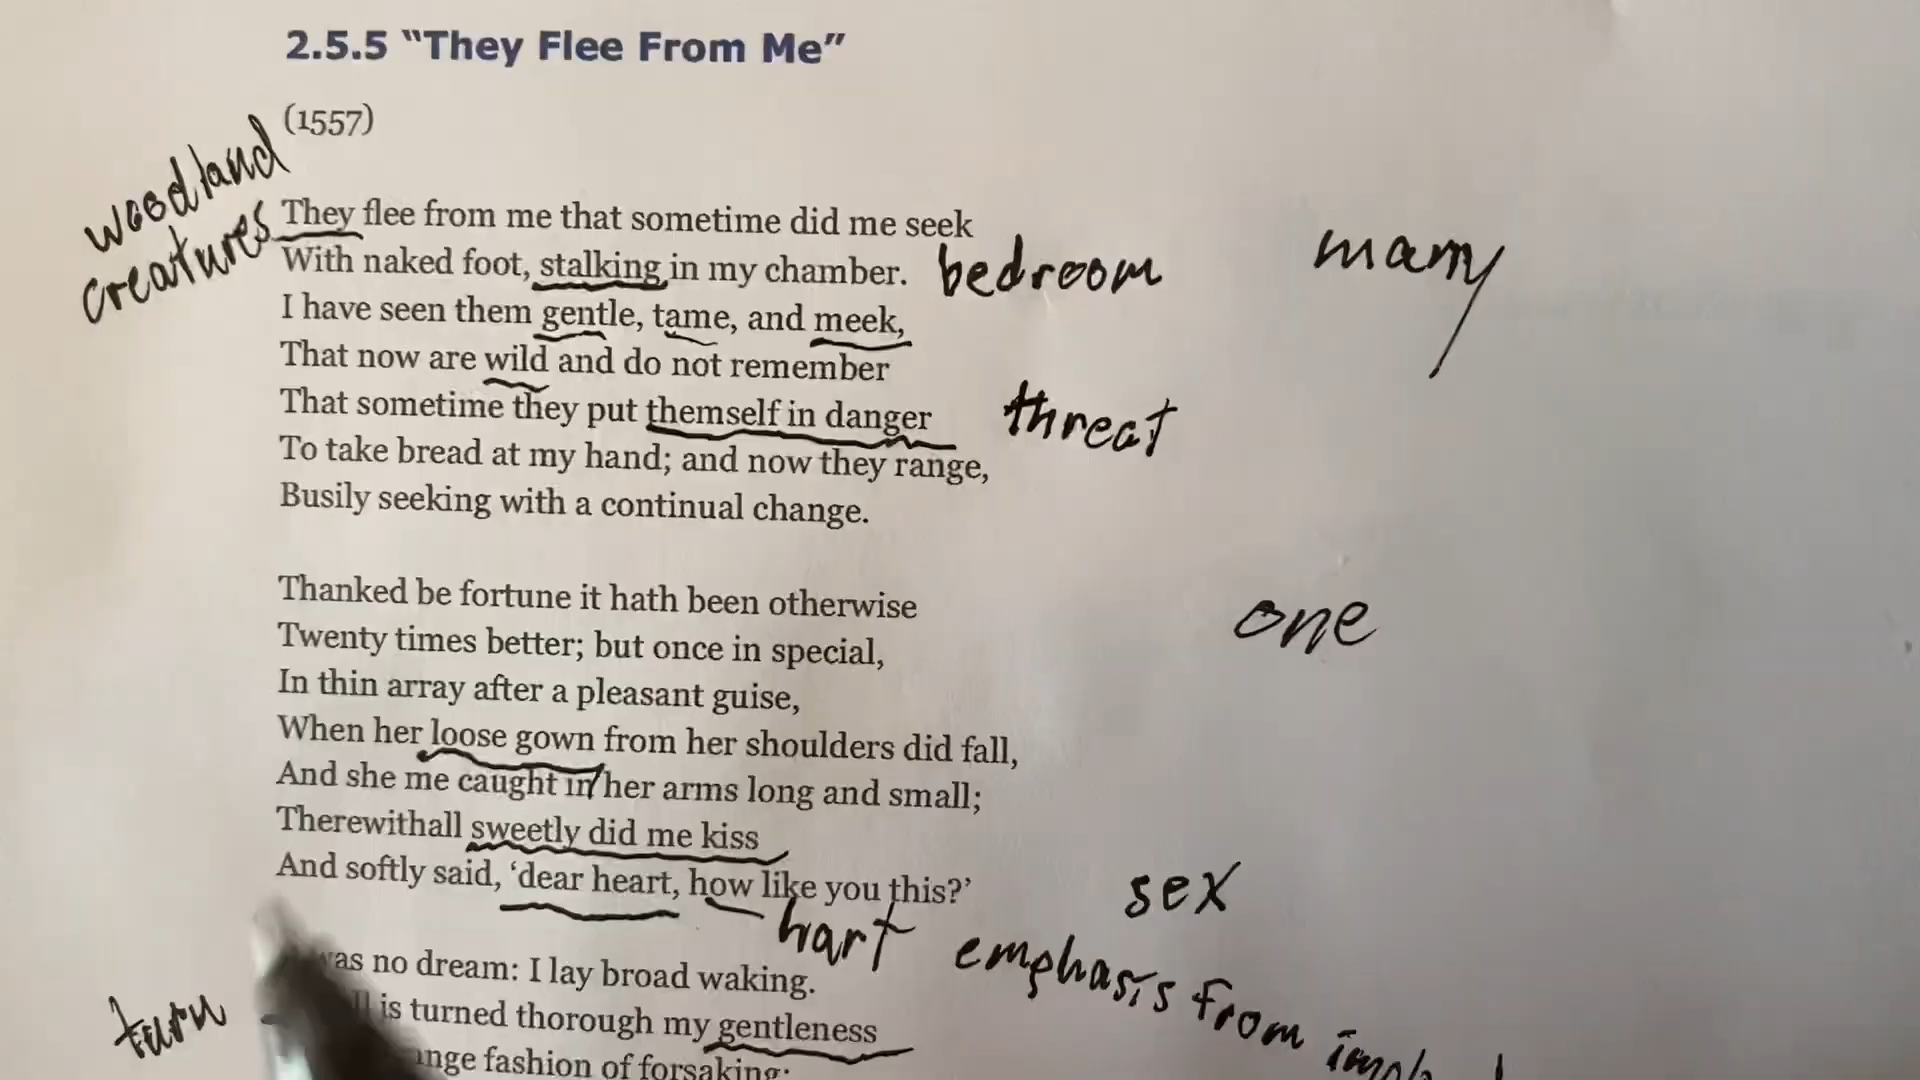 2.5.5 “They Flee From Me”
(1557)
woodland
creatures
They flee from me that sometime did me seek
With naked foot, stalking in my chamber.
bedroom
many
I have seen them gentle, tame, and meek,
That now are wild and do not remember
That sometime they put themself in danger
threat
To take bread at my hand; and now they range,
Busily seeking with a continual change.
Thanked be fortune it hath been otherwise
one
Twenty times better; but once in special,
In thin array after a pleasant guise,
When her loose gown from her shoulders did fall,
And she me caught in her arms long and small;
Therewithall sweetly did me kiss
And softly said, ‘dear heart, how like you this?’
sex
hart
emphasis from
was no dream: I lay broad waking.
turn
is turned thorough my gentleness
fashion of forsaking;